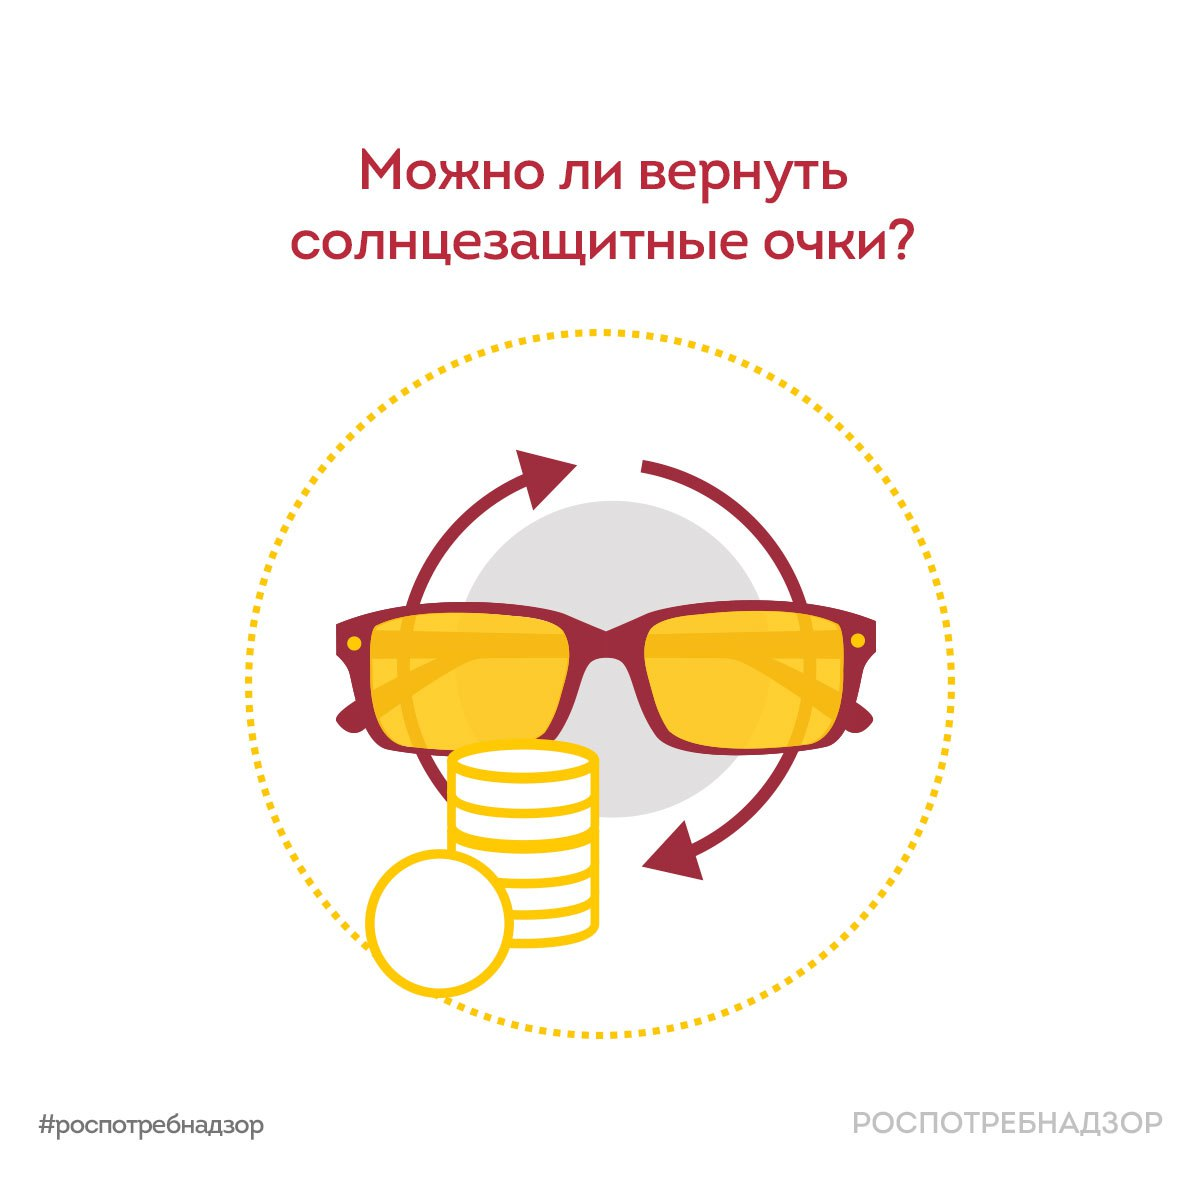 Можно ли вернуть
солнцезащитные очки?
#роспотребнадзор
РОСПОТРЕБНАДЗОР